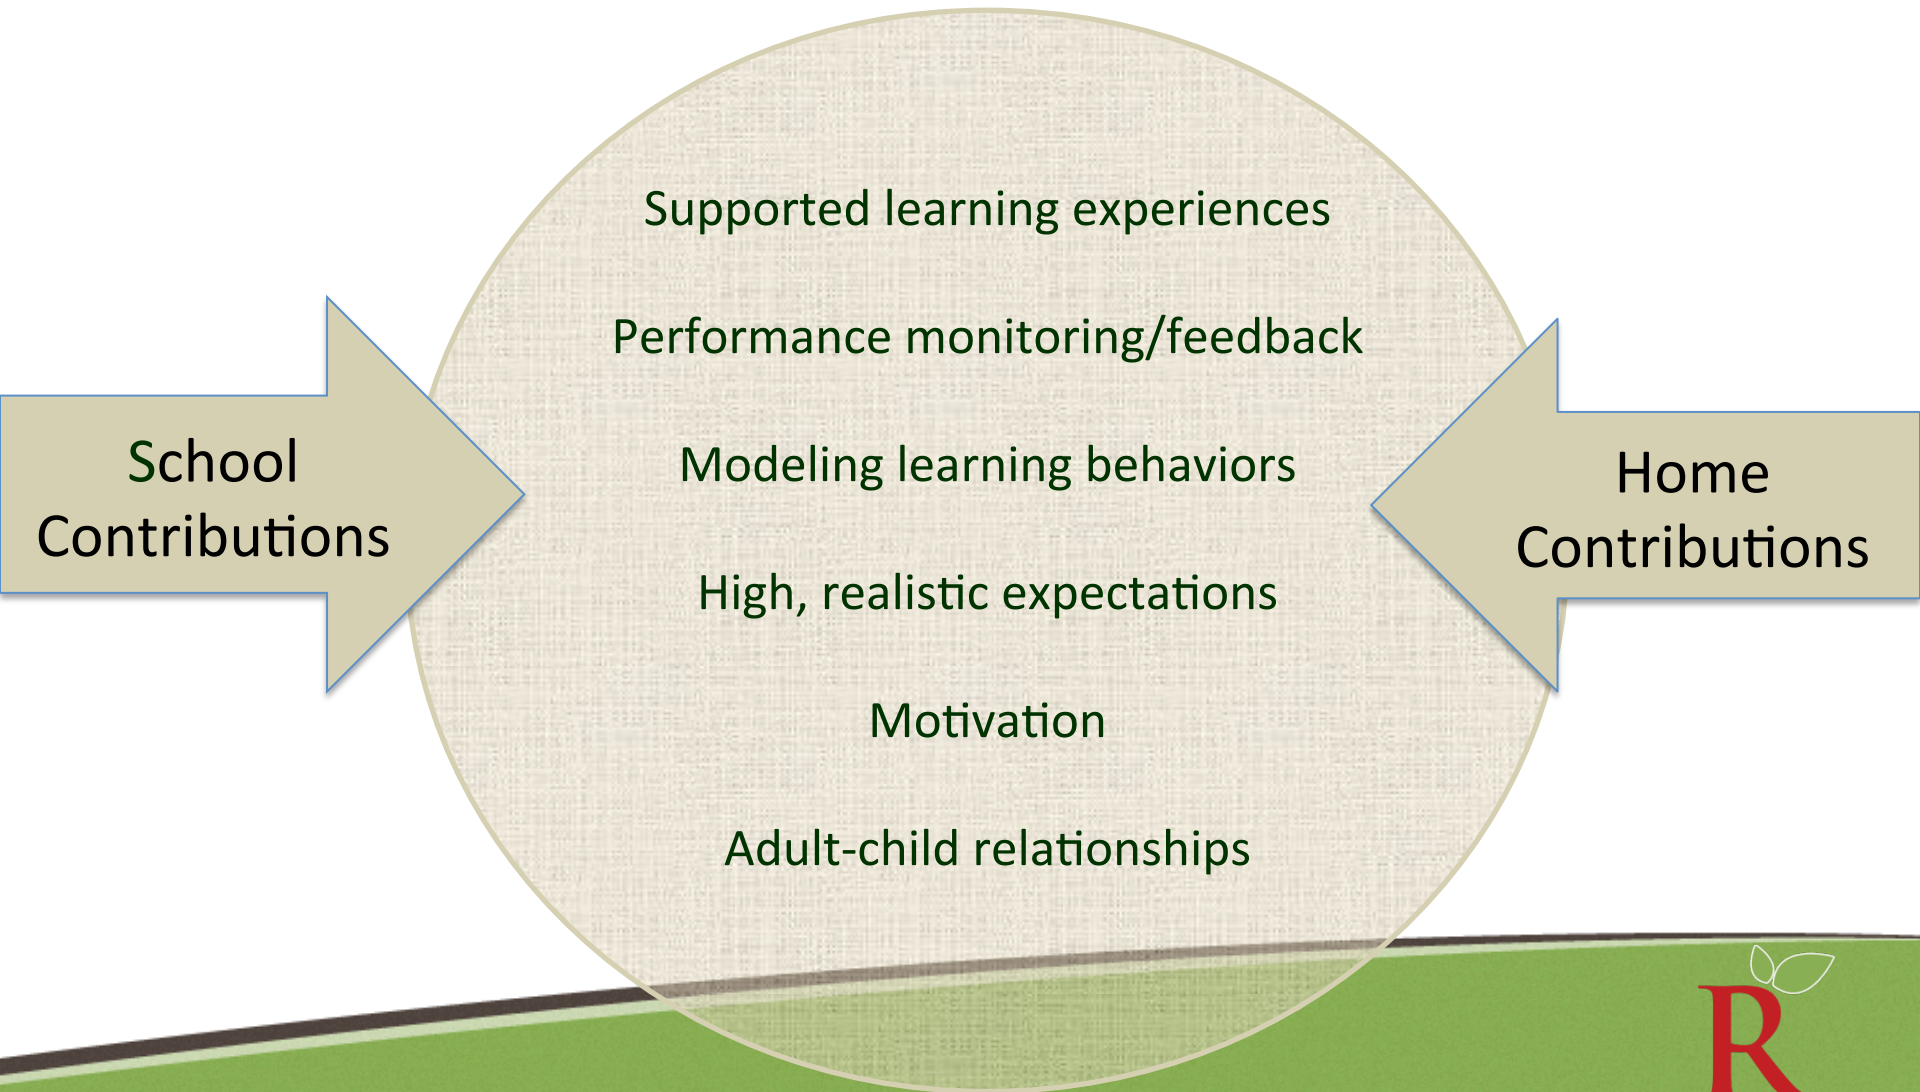 Supported learning experiences
Performance monitoring/feedback
Modeling learning behaviors
High, realistic expectations
Motivation
Adult-child relationships
School
Contributions
Home
Contributions
R